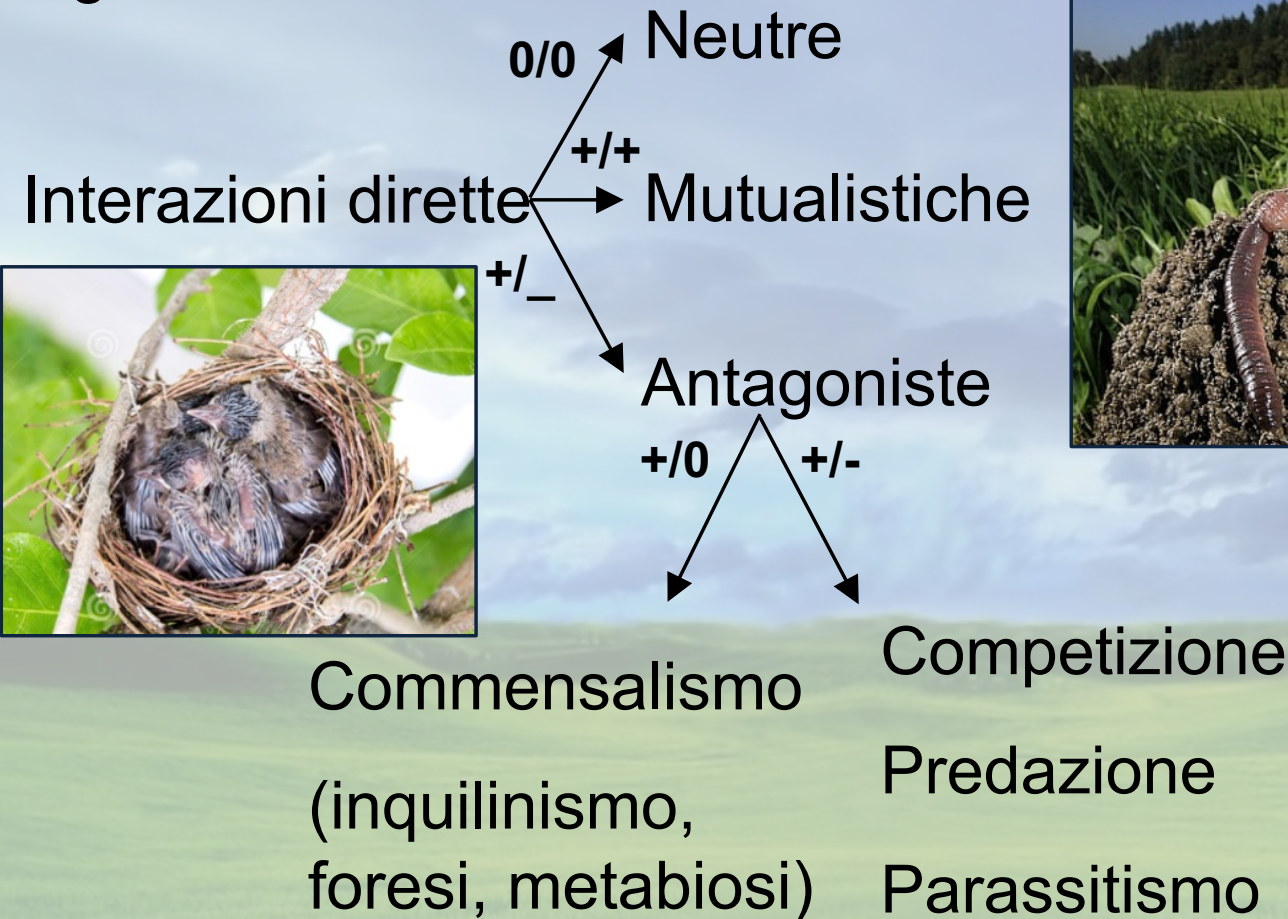 0/0 Neutre
+/+
Interazioni dirette Mutualistiche
+/_
Antagoniste
+/0 +/-
Commensalismo
(inquilinismo,
foresi, metabiosi)
Competizione
Predazione
Parassitismo